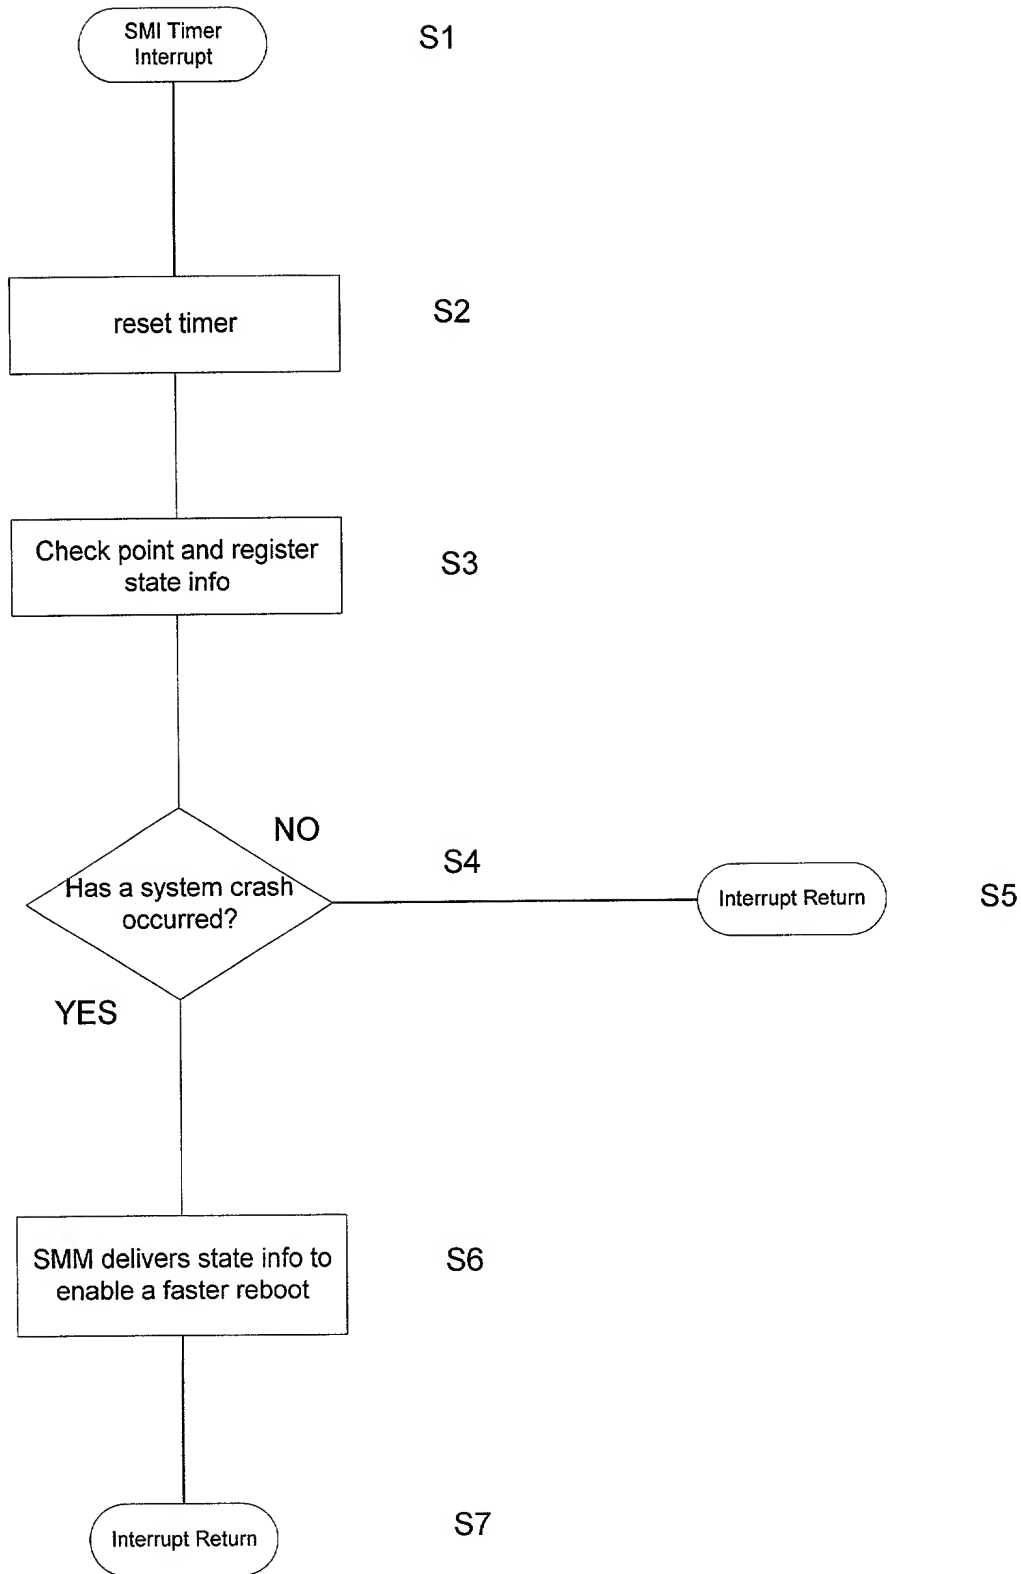 SMI Timer
Interrupt
S1
reset timer
S2
Check point and register
state info
S3
NO
Has a system crash
occurred?
S4
Interrupt Return
S5
YES
SMM delivers state info to
enable a faster reboot
S6
Interrupt Return
S7